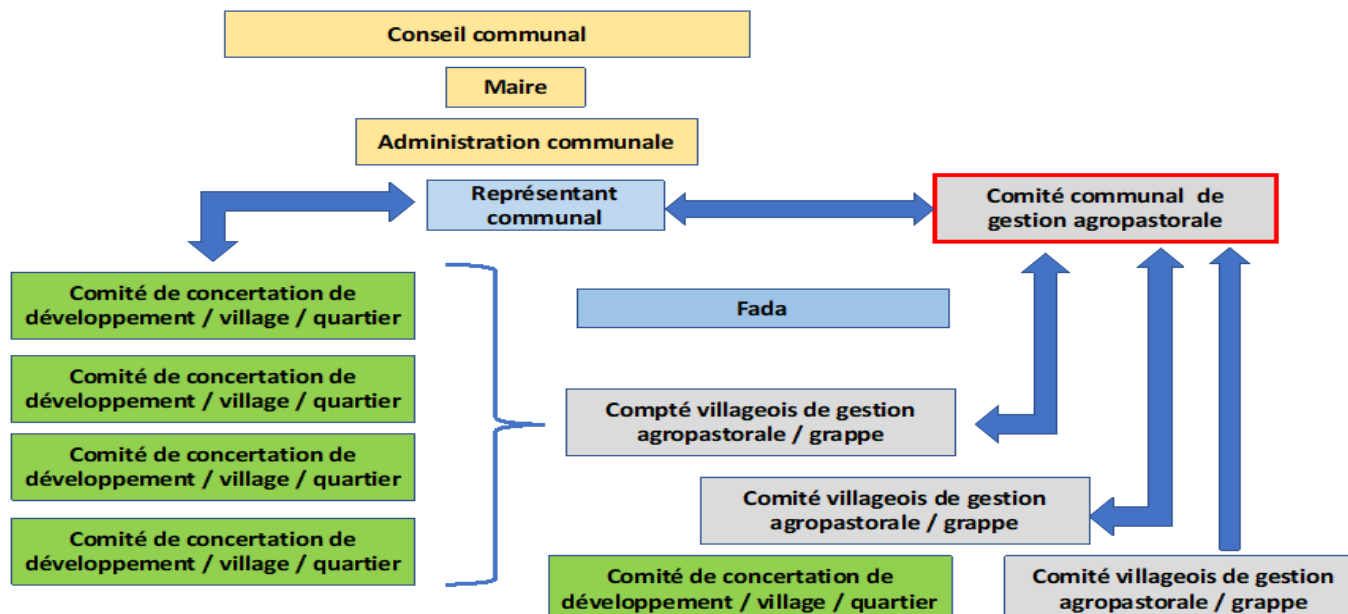 Conseil communal
Maire
Administration communale
Représentant
communal
Comité communal de
gestion agropastorale
Comité de concertation de
développement / village / quartier
Fada
Comité de concertation de
développement / village / quartier
Compté villageois de gestion
agropastorale / grappe
Comité de concertation de
développement / village / quartier
Comité villageois de gestion
agropastorale / grappe
Comité de concertation de
développement / village / quartier
Comité de concertation de
développement / village / quartier
Comité villageois de gestion
agropastorale / grappe